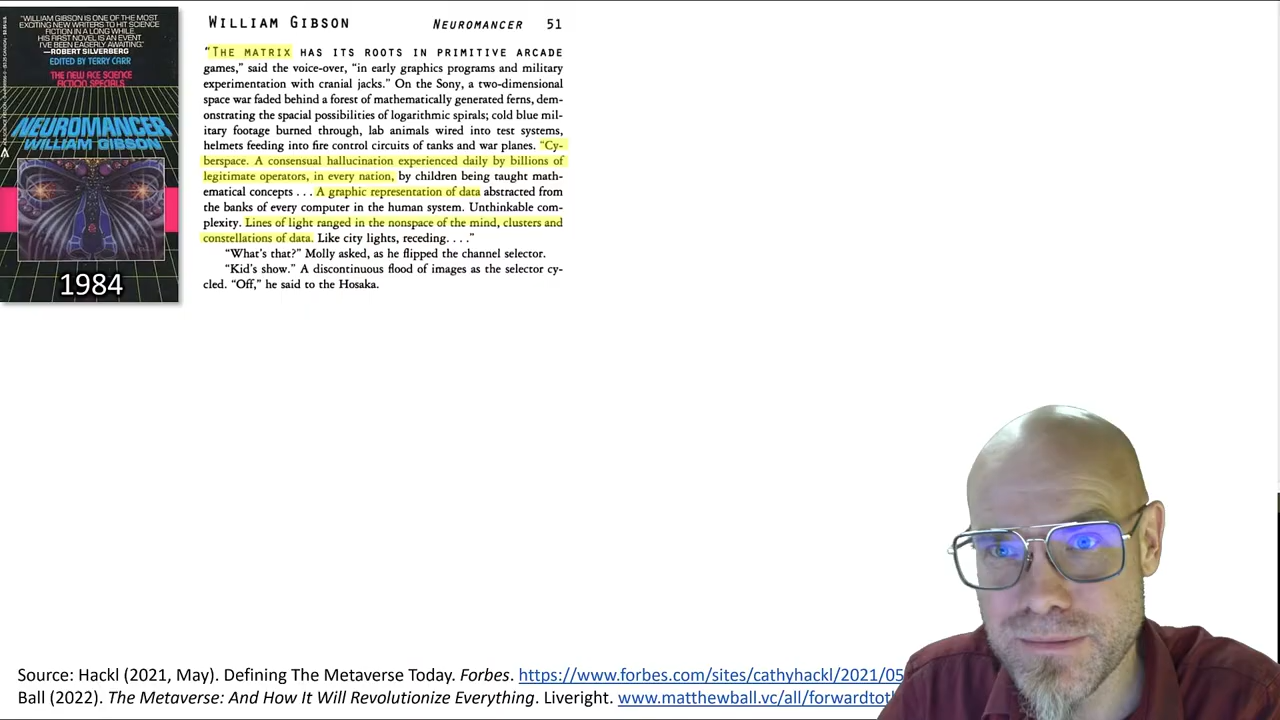 "WILLIAM GIBSON IS ONE OF THE MOST
EXCITING NEW WRITERS TO HIT SCIENCE
FICTION IN A LONG WHILE.
HIS FIRST NOVEL IS AN EVENT
I'VE BEEN EAGERLY AWAITING."
—ROBERT SILVERBERG
EDITED BY TERRY CARR
THE NEW ACE SCIENCE
FICTION SPECIALS
NEUROMANCER
WILLIAM GIBSON
1984
WILLIAM GIBSON NEUROMANCER 51
"THE MATRIX HAS ITS ROOTS IN PRIMITIVE ARCADE
games," said the voice-over, "in early graphics programs and military
experimentation with cranial jacks." On the Sony, a two-dimensional
space war faded behind a forest of mathematically generated ferns, dem-
onstrating the spacial possibilities of logarithmic spirals; cold blue mil-
itary footage burned through, lab animals wired into test systems,
helmets feeding into fire control circuits of tanks and war planes. "Cy-
berspace. A consensual hallucination experienced daily by billions of
legitimate operators, in every nation, by children being taught math-
ematical concepts . . . A graphic representation of data abstracted from
the banks of every computer in the human system. Unthinkable com-
plexity. Lines of light ranged in the nonspace of the mind, clusters and
constellations of data. Like city lights, receding. . . ."
"What's that?" Molly asked, as he flipped the channel selector.
"Kid's show." A discontinuous flood of images as the selector cy-
cled. "Off," he said to the Hosaka.
Source: Hackl (2021, May). Defining The Metaverse Today. Forbes. https://www.forbes.com/sites/cathyhackl/2021/05
Ball (2022). The Metaverse: And How It Will Revolutionize Everything. Liveright. www.matthewball.vc/all/forwardtot